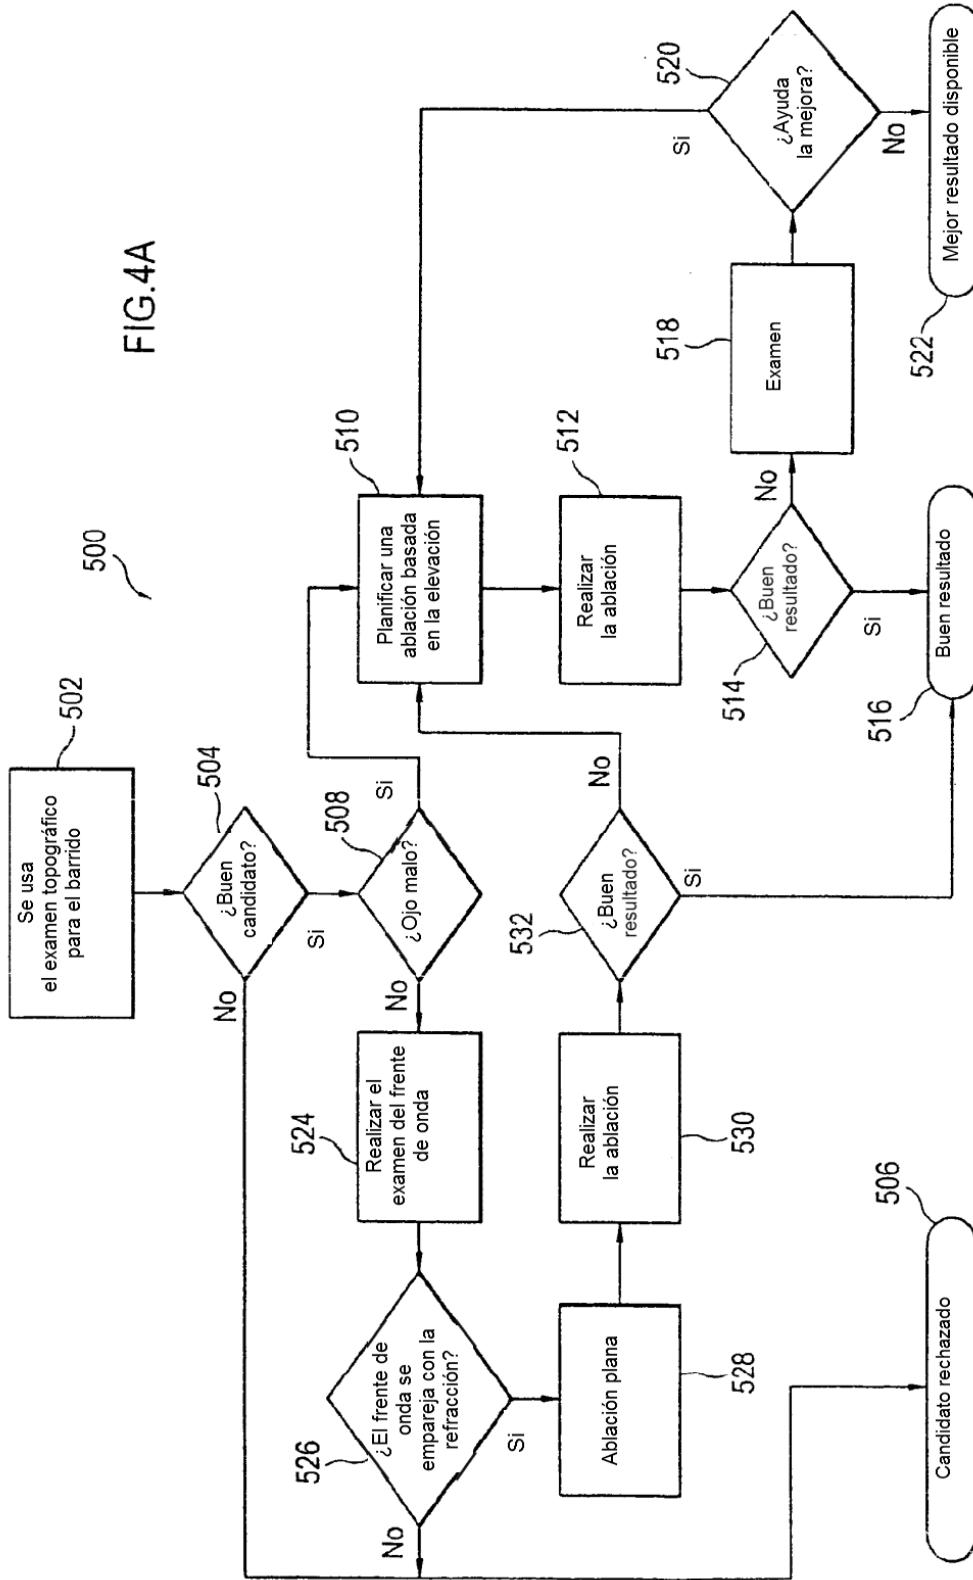 FIG.4A
500
502
Se usa
el examen topográfico
para el barrido
504
¿Buen
candidato?
No
Si
508
¿Ojo malo?
Si
No
510
Planificar una
ablación basada
en la elevación
524
Realizar el
examen del frente
de onda
526
¿El frente de
onda se
empareja con la
refracción?
No
Si
528
Ablación plana
530
Realizar
la ablación
532
¿Buen
resultado?
No
Si
512
Realizar
la ablación
514
¿Buen
resultado?
No
Si
518
Examen
520
¿Ayuda
la mejora?
Si
No
506
Candidato rechazado
516
Buen resultado
522
Mejor resultado disponible